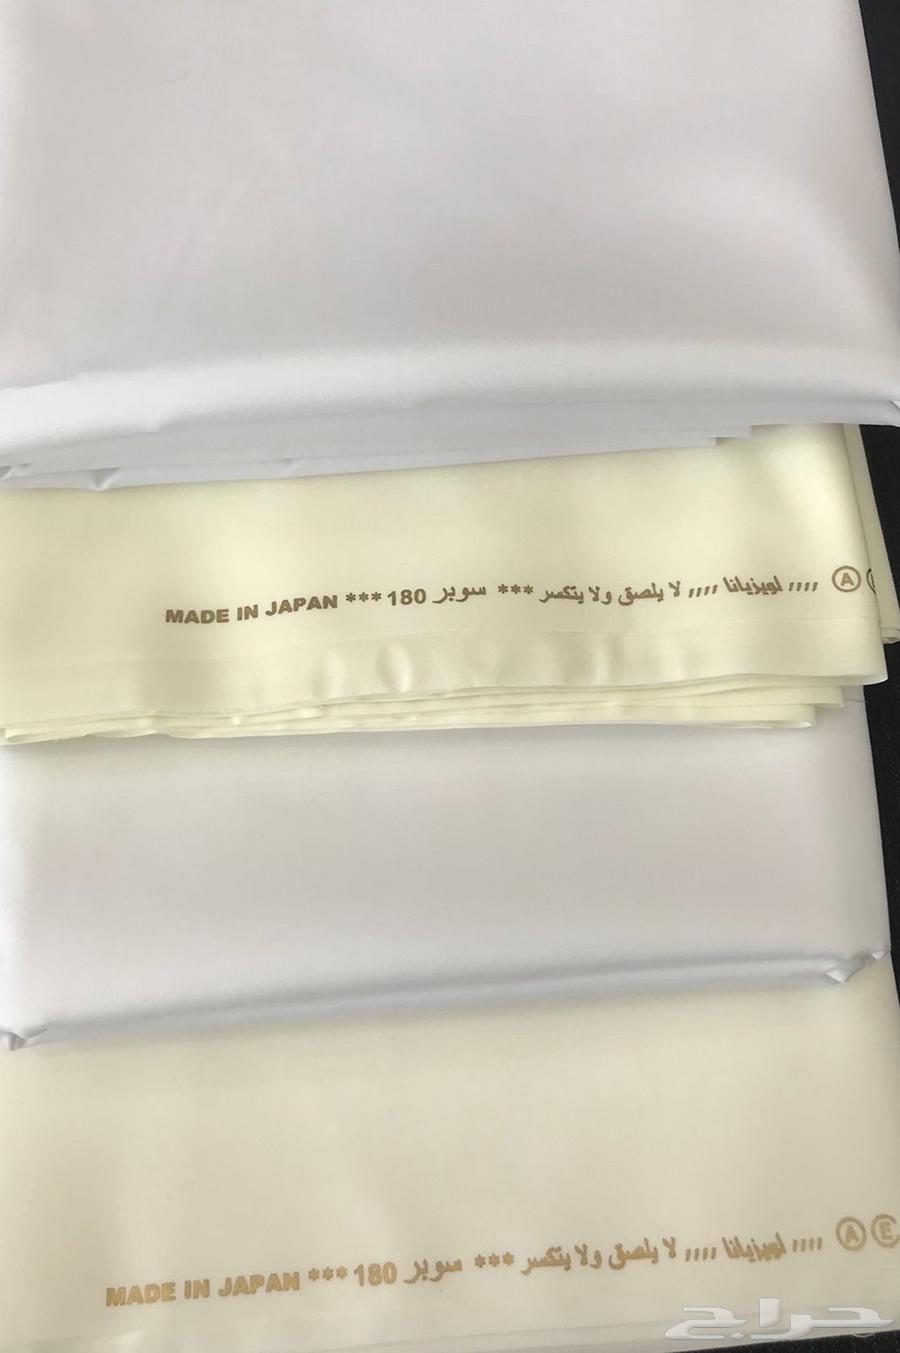 A ,,,, لويزيانا ,,,, لا يلصق ولا يتكسر *** سوبر 180 *** MADE IN JAPAN
E A ,,,, لويزيانا ,,,, لا يلصق ولا يتكسر *** سوبر 180 *** MADE IN JAPAN
حراج